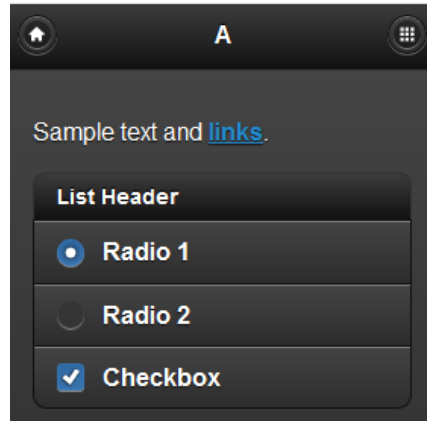 A
Sample text and links.
List Header
Radio 1
Radio 2
Checkbox